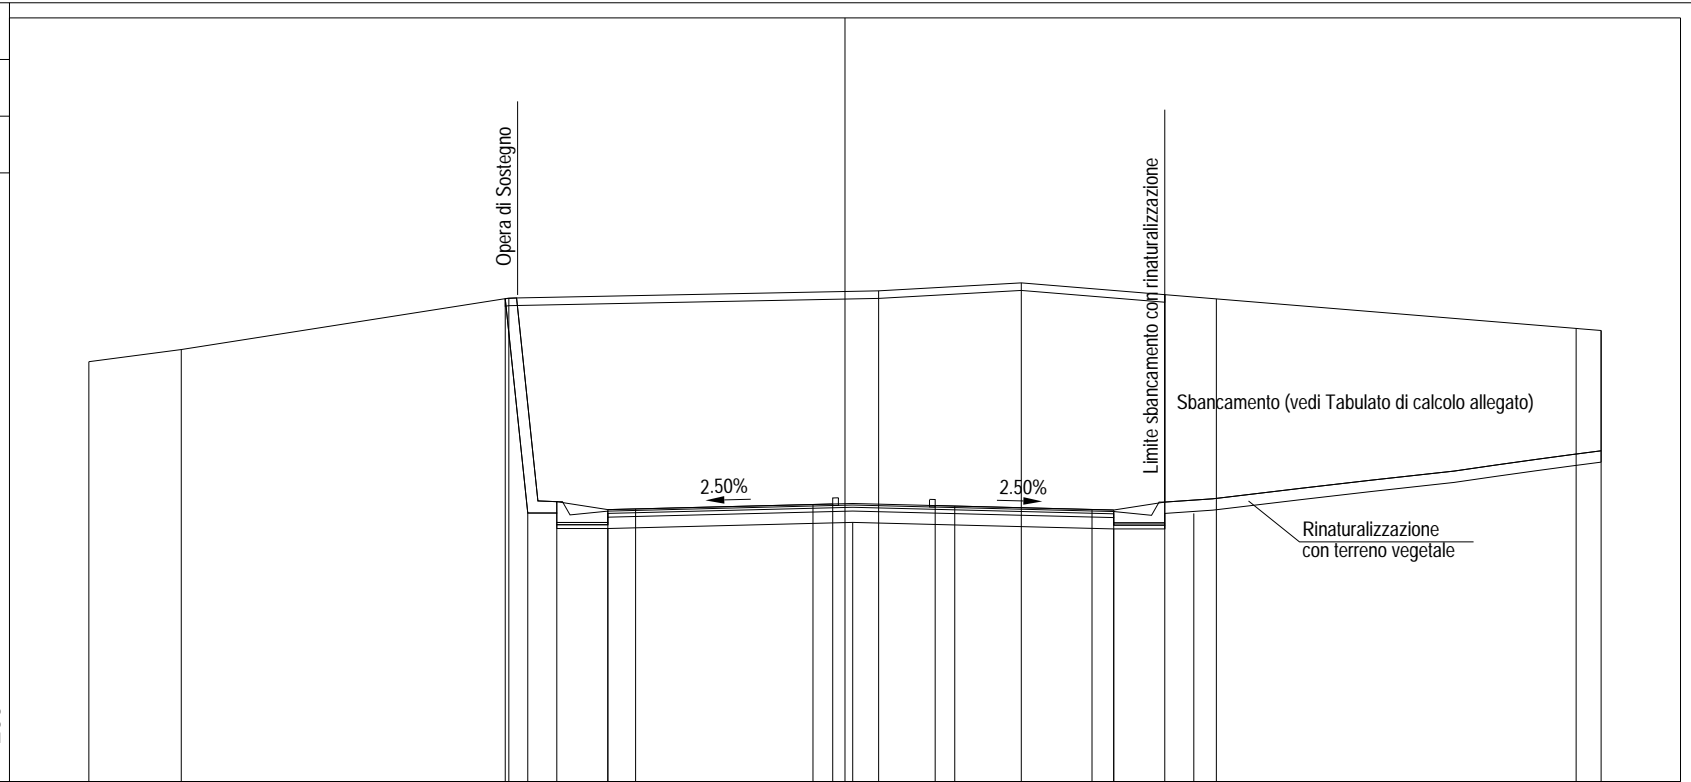 Opera di Sostegno
Limite sbancamento con rinaturalizzazione
Sbancamento (vedi Tabulato di calcolo allegato)
2.50%
2.50%
Rinaturalizzazione
con terreno vegetale